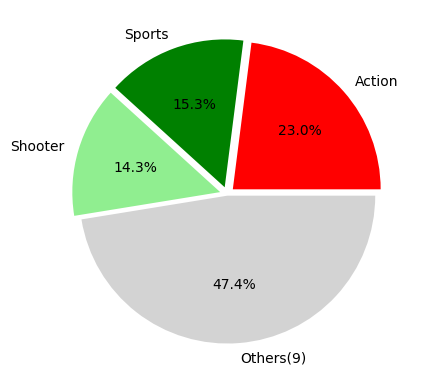 Sports
Action
15.3%
23.0%
Shooter
14.3%
47.4%
Others(9)